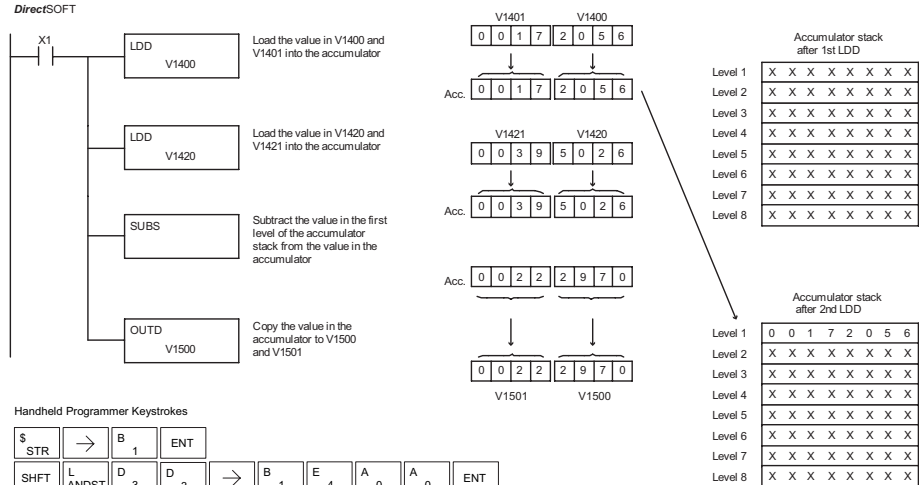 DirectSOFT
X1
LDD
V1400
Load the value in V1400 and
V1401 into the accumulator
LDD
V1420
Load the value in V1420 and
V1421 into the accumulator
SUBS
Subtract the value in the first
level of the accumulator
stack from the value in the
accumulator
OUTD
V1500
Copy the value in the
accumulator to V1500
and V1501
V1401 V1400
0 0 1 7 2 0 5 6
Acc. 0 0 1 7 2 0 5 6
V1421 V1420
0 0 3 9 5 0 2 6
Acc. 0 0 3 9 5 0 2 6
Acc. 0 0 2 2 2 9 7 0
0 0 2 2 2 9 7 0
V1501 V1500
Accumulator stack
after 1st LDD
Level 1 X X X X X X X X
Level 2 X X X X X X X X
Level 3 X X X X X X X X
Level 4 X X X X X X X X
Level 5 X X X X X X X X
Level 6 X X X X X X X X
Level 7 X X X X X X X X
Level 8 X X X X X X X X
Accumulator stack
after 2nd LDD
Level 1 0 0 1 7 2 0 5 6
Level 2 X X X X X X X X
Level 3 X X X X X X X X
Level 4 X X X X X X X X
Level 5 X X X X X X X X
Level 6 X X X X X X X X
Level 7 X X X X X X X X
Level 8 X X X X X X X X
Handheld Programmer Keystrokes
$ STR → B 1 ENT
SHFT L ANDST D 3 D 3 → B 1 E 4 A 0 A 0 ENT